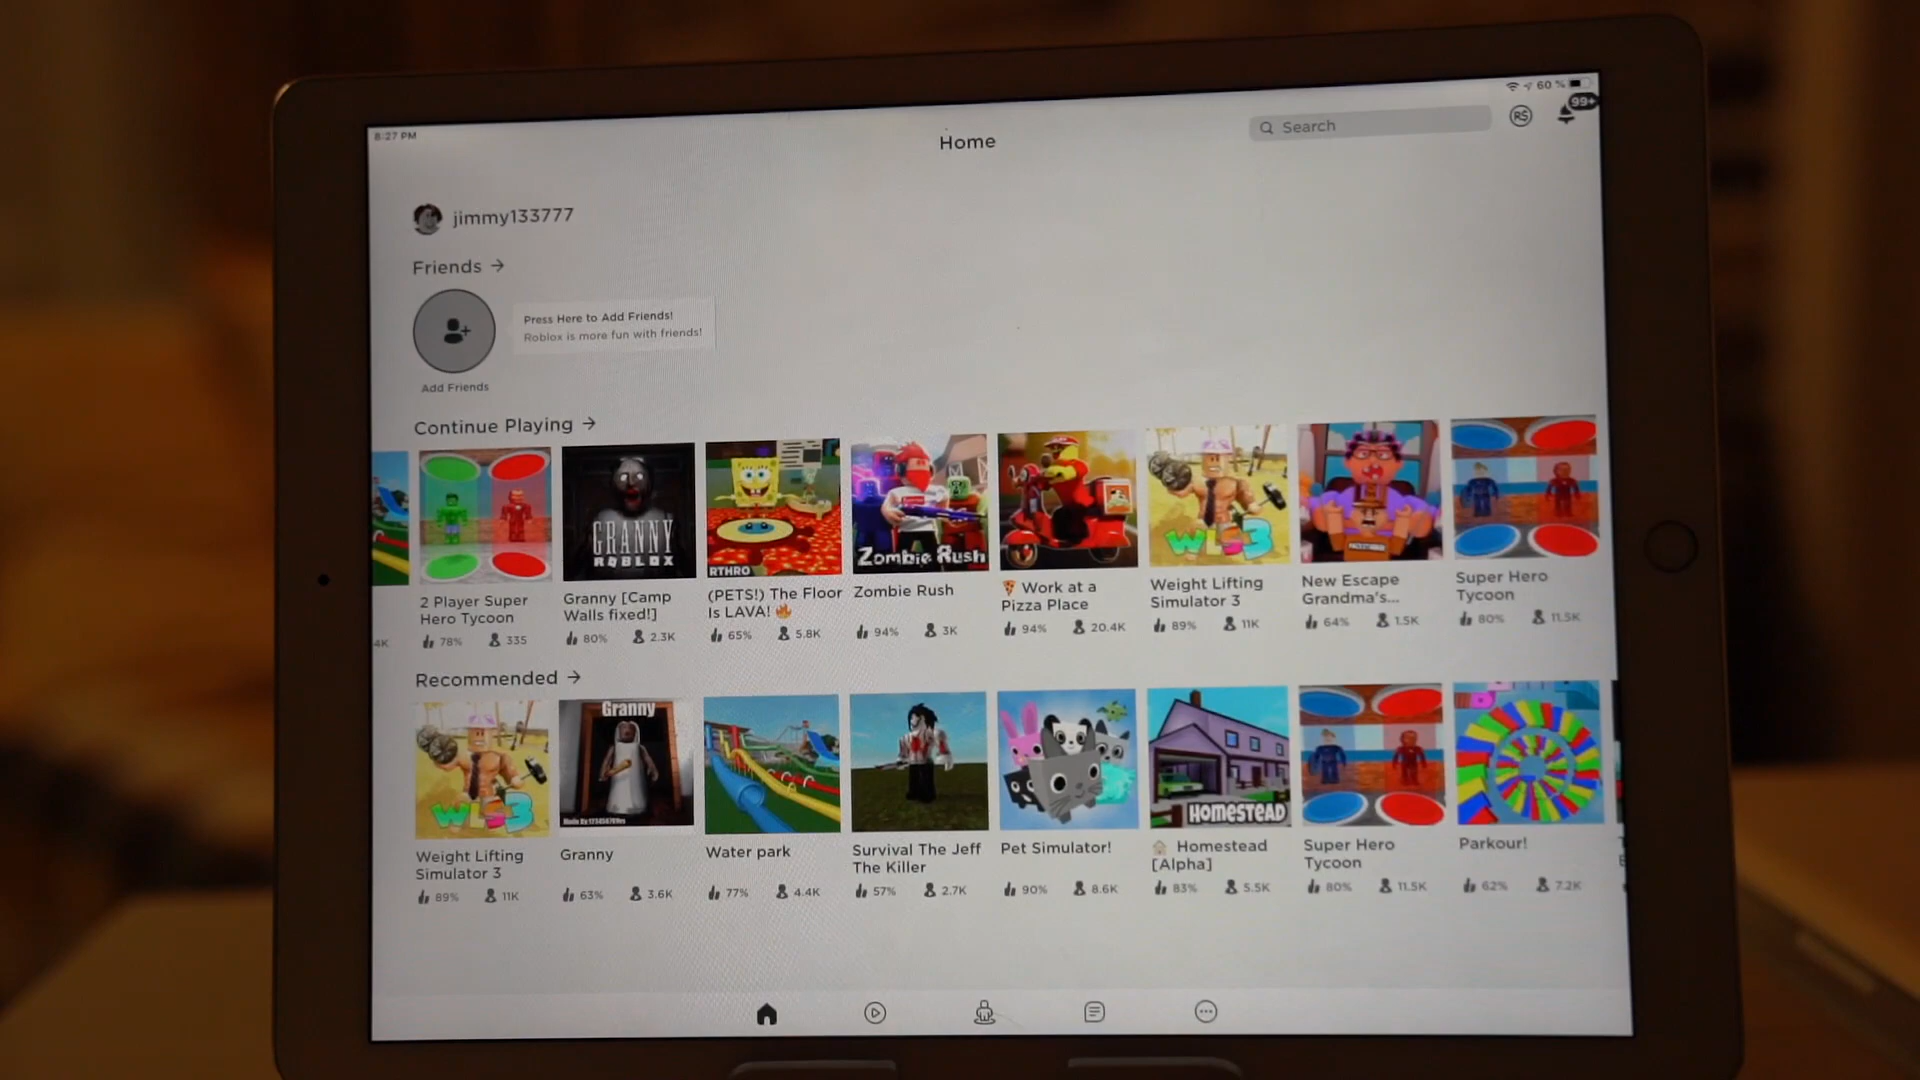 8:27 PM
60 %
Home
Search
99+
jimmy133777
Friends →
Press Here to Add Friends!
Roblox is more fun with friends!
Add Friends
Continue Playing →
GRANNY
ROBLOX
RTHRO
Zombie Rush
WLS3
2 Player Super
Hero Tycoon
Granny [Camp
Walls fixed!]
(PETS!) The Floor
Is LAVA! 🔥
Zombie Rush
🍕 Work at a
Pizza Place
Weight Lifting
Simulator 3
New Escape
Grandma's...
Super Hero
Tycoon
4K
78% 335
80% 2.3K
65% 5.8K
94% 3K
94% 20.4K
89% 11K
64% 1.5K
80% 11.5K
Recommended →
WLS3
Granny
HOMESTEAD
Weight Lifting
Simulator 3
Granny
Water park
Survival The Jeff
The Killer
Pet Simulator!
🏠 Homestead
[Alpha]
Super Hero
Tycoon
Parkour!
89% 11K
63% 3.6K
77% 4.4K
57% 2.7K
90% 8.6K
83% 5.5K
80% 11.5K
62% 7.2K